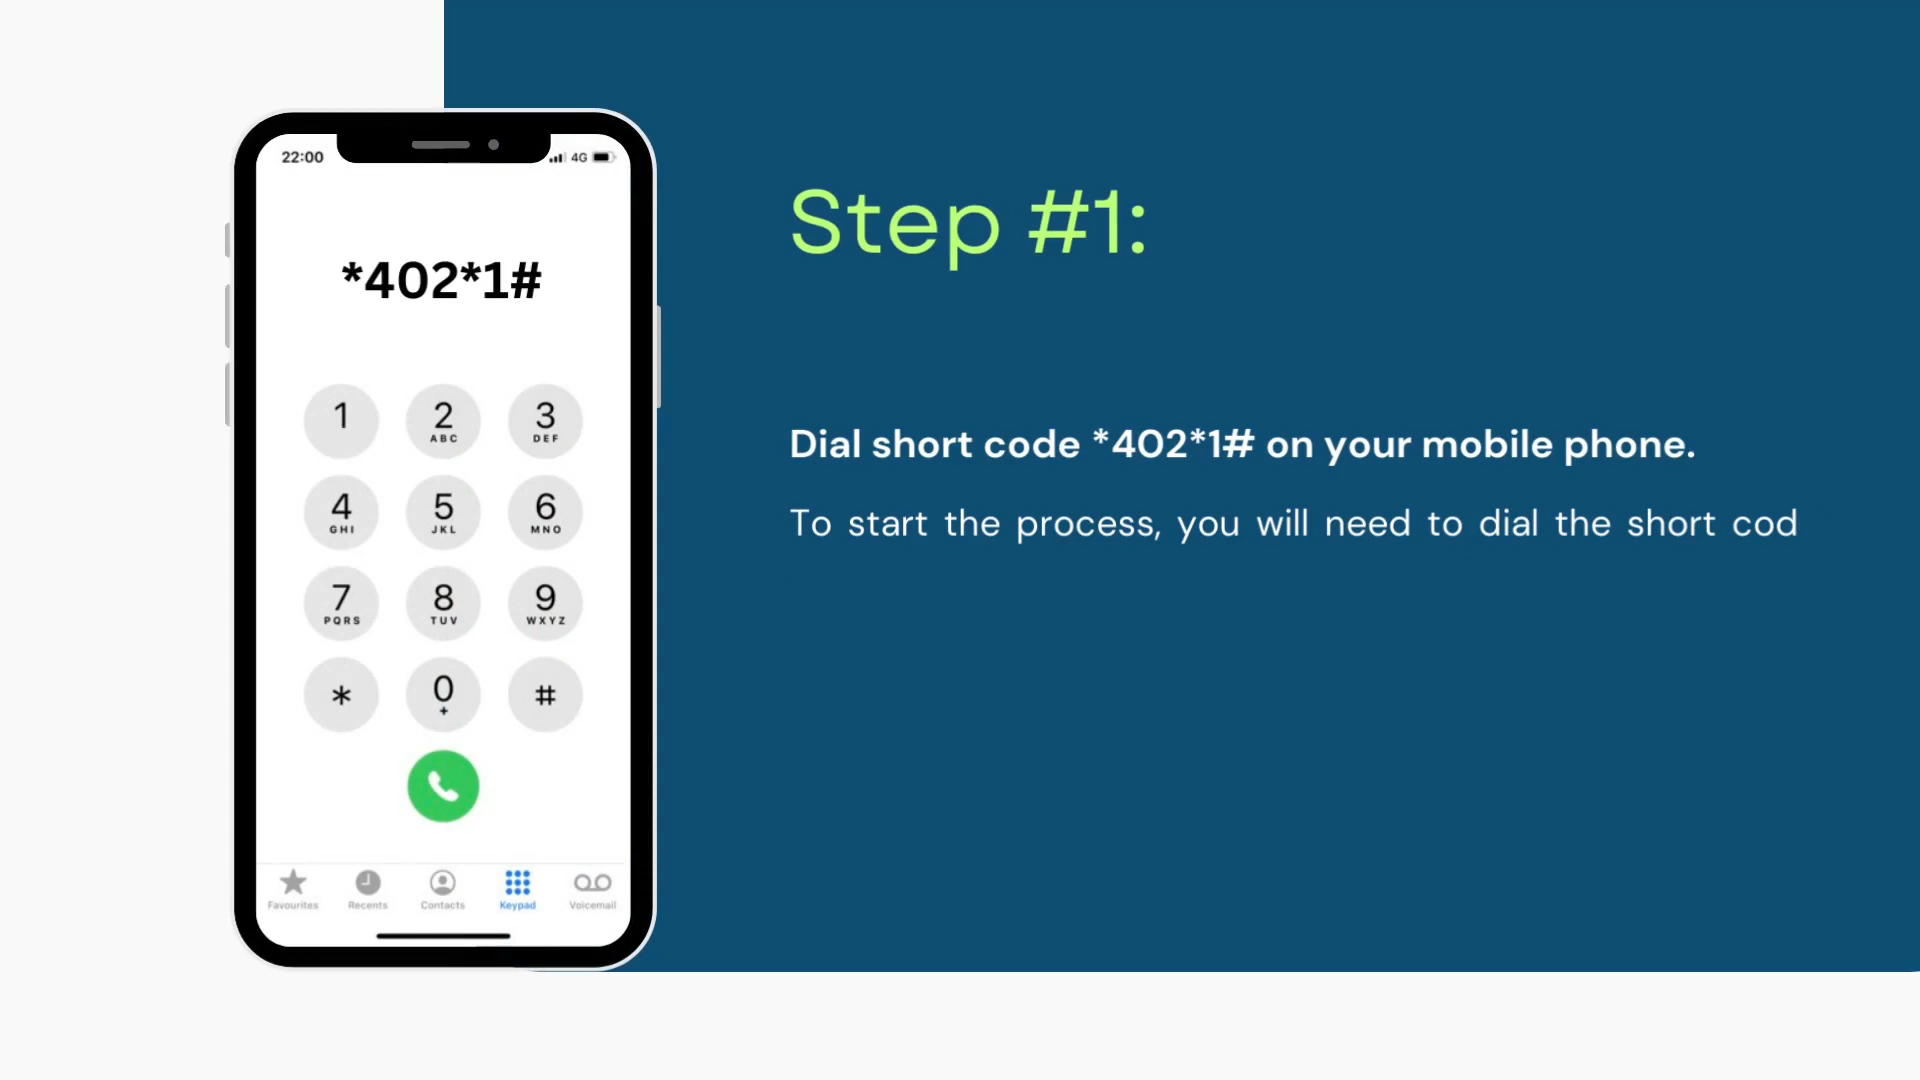 22:00
4G
*402*1#
1
2
ABC
3
DEF
4
GHI
5
JKL
6
MNO
7
PQRS
8
TUV
9
WXYZ
*
0
+
#
Favourites
Recents
Contacts
Keypad
Voicemail
Step #1:
Dial short code *402*1# on your mobile phone.
To start the process, you will need to dial the short cod